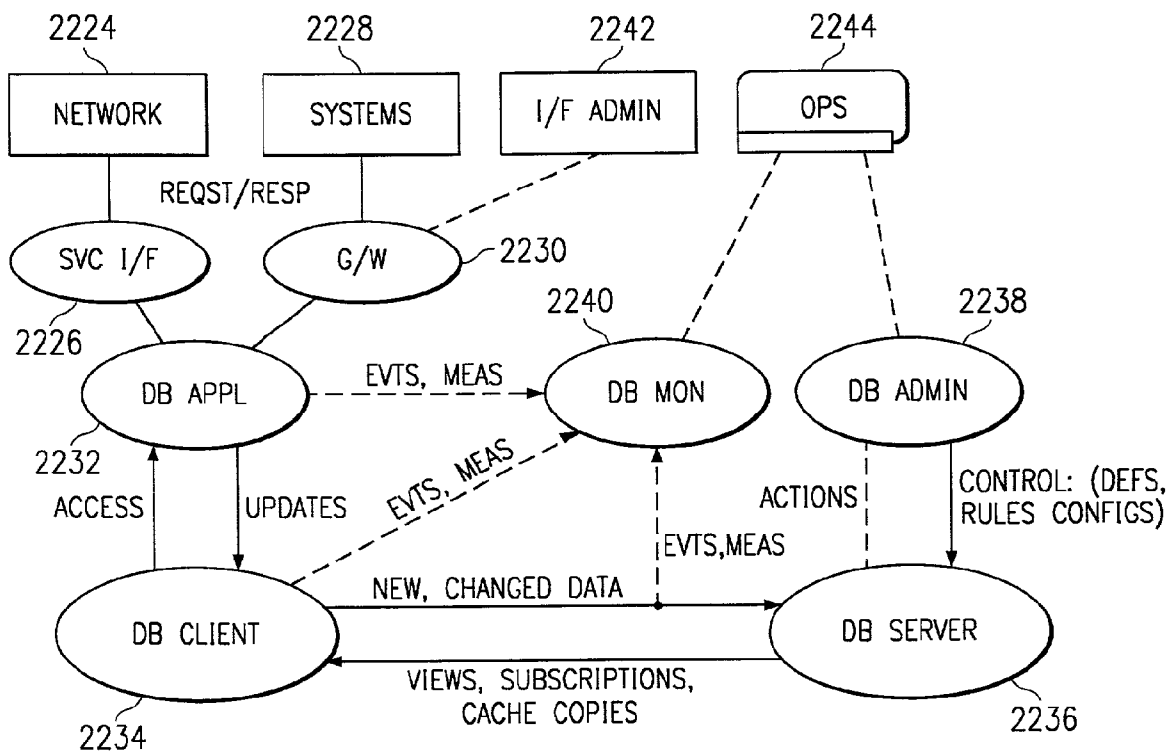 2224
2228
2242
2244
NETWORK
SYSTEMS
I/F ADMIN
OPS
REQST/RESP
SVC I/F
G/W
2230
2226
2240
2238
DB APPL
EVTS, MEAS
DB MON
DB ADMIN
2232
EVTS, MEAS
ACCESS
UPDATES
ACTIONS
CONTROL: (DEFS,
RULES CONFIGS)
EVTS,MEAS
NEW, CHANGED DATA
DB CLIENT
DB SERVER
VIEWS, SUBSCRIPTIONS,
CACHE COPIES
2234
2236